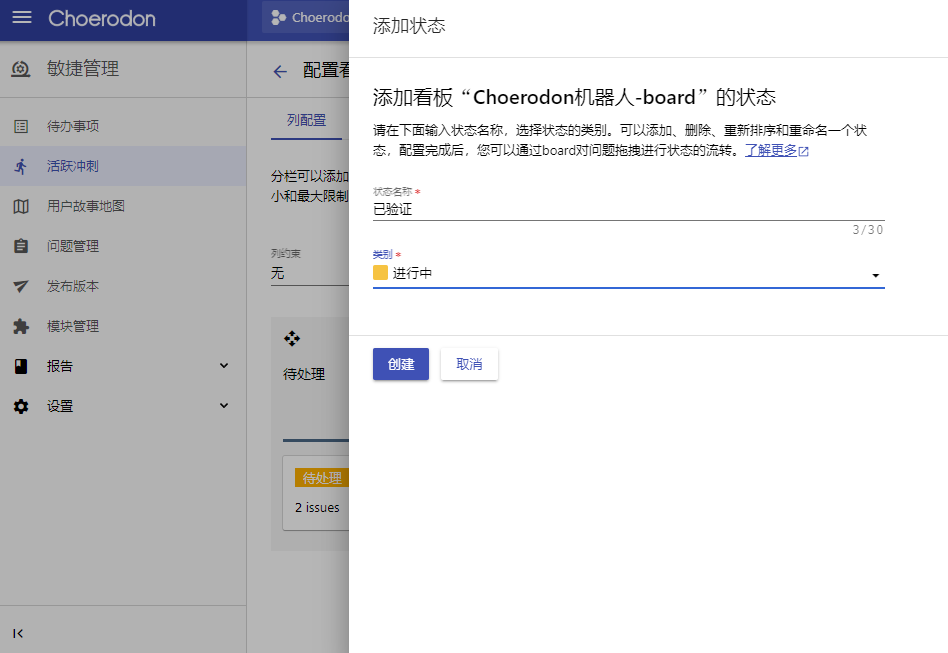 Choerodon
Choerodo
添加状态
敏捷管理
配置看
待办事项
活跃冲刺
用户故事地图
问题管理
发布版本
模块管理
报告
设置
列配置
分栏可以添加
小和最大限制
列约束
无
待处理
待处理
2 issues
添加看板“Choerodon机器人-board”的状态
请在下面输入状态名称，选择状态的类别。可以添加、删除、重新排序和重命名一个状
态，配置完成后，您可以通过board对问题拖拽进行状态的流转。了解更多
状态名称 *
已验证
3/30
类别 *
进行中
创建
取消